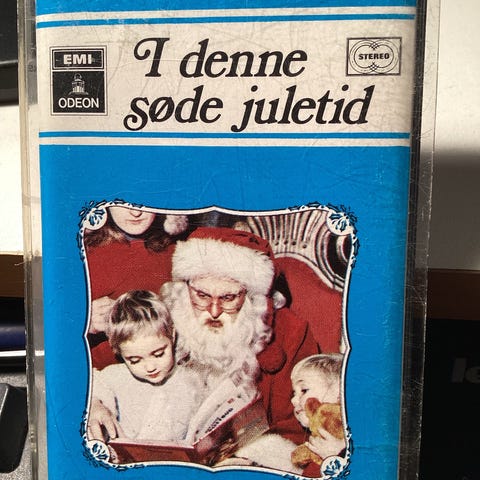 EMI
ODEON
I denne
søde juletid
STEREO